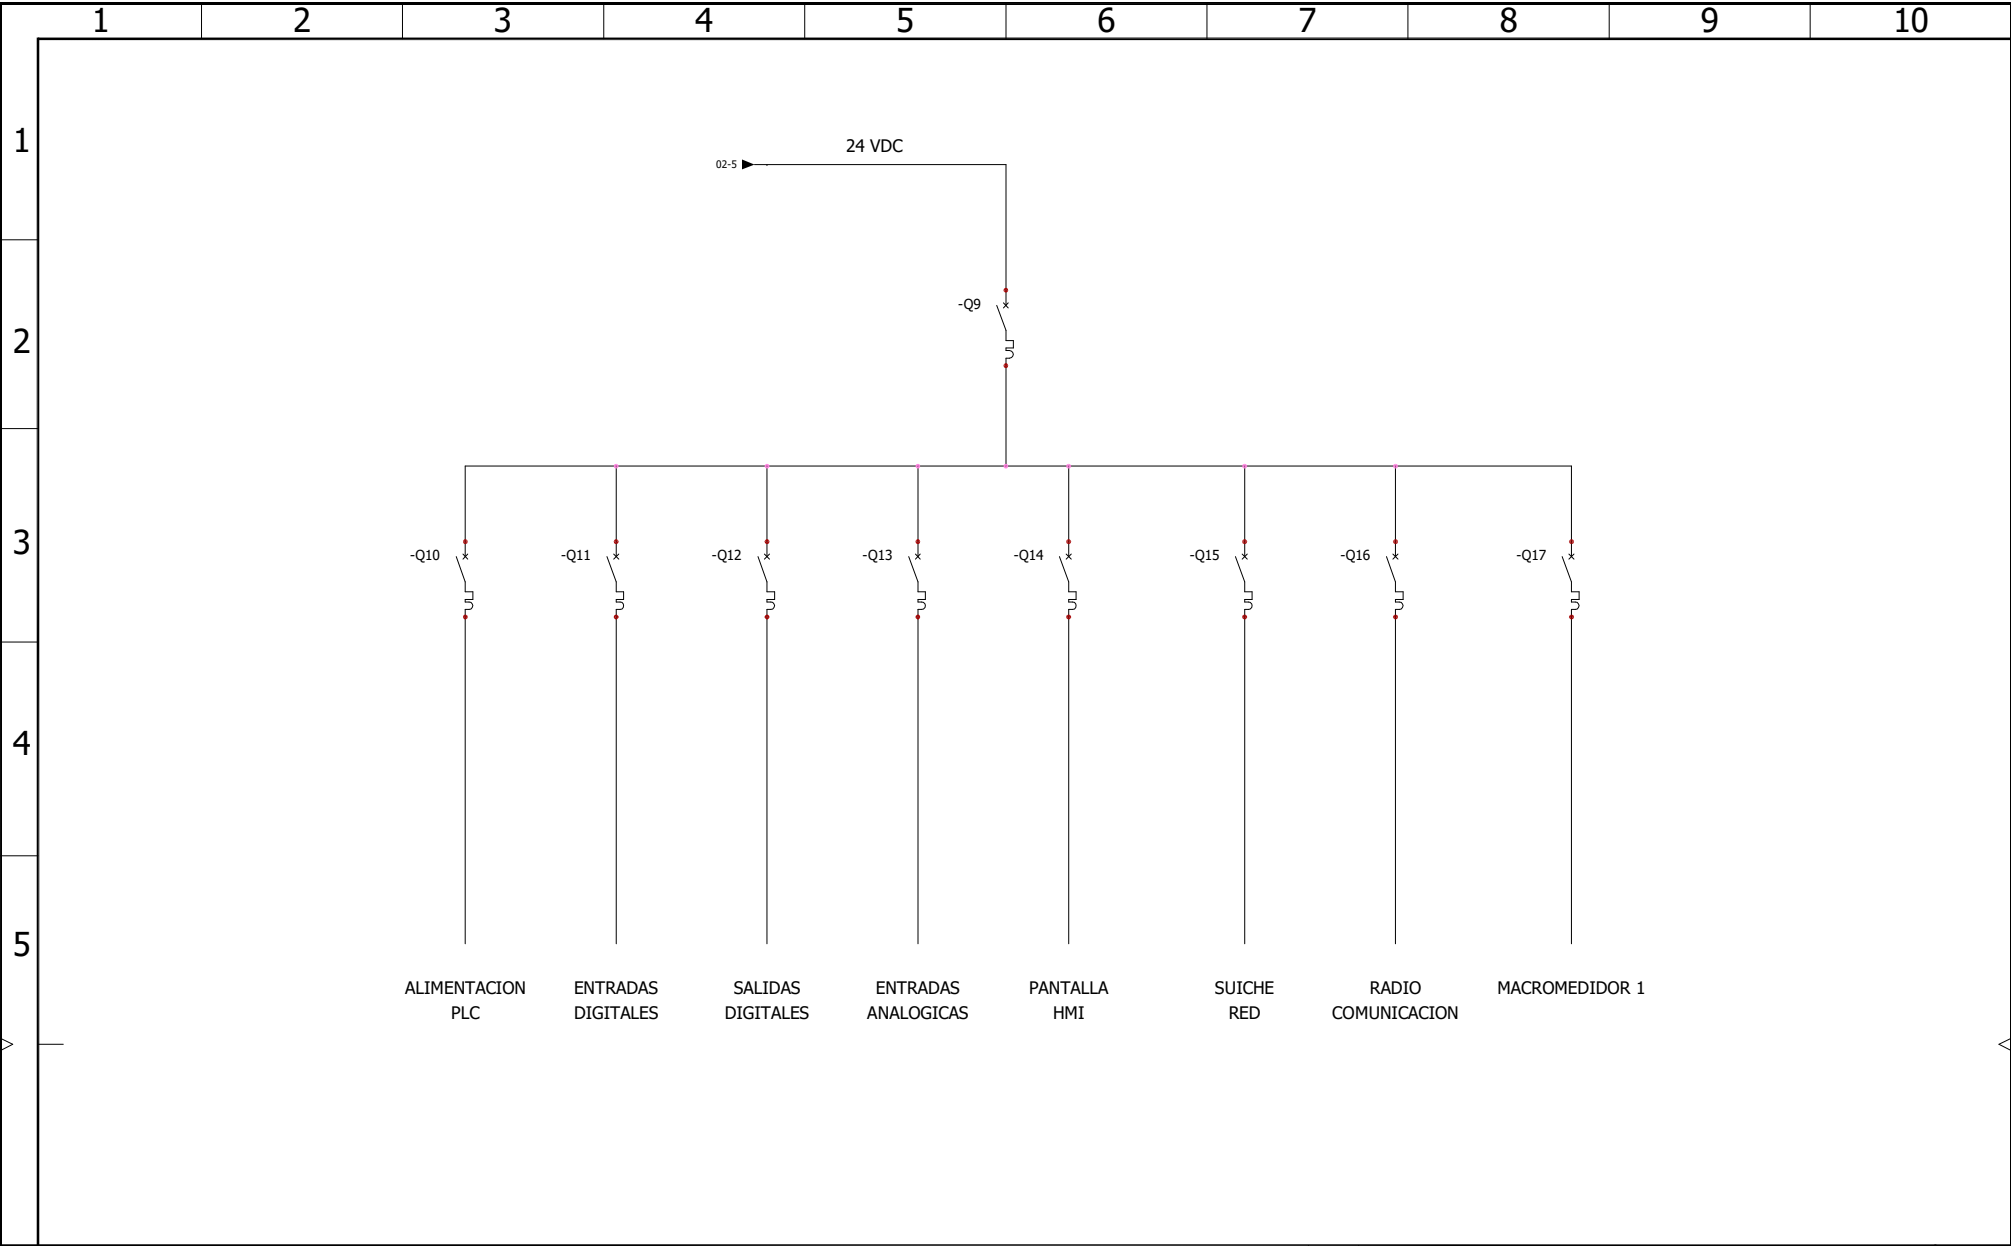 1 2 3 4 5 6 7 8 9 10
1
24 VDC
02-5
-Q9
2
3
-Q10 -Q11 -Q12 -Q13 -Q14 -Q15 -Q16 -Q17
4
5
ALIMENTACION ENTRADAS SALIDAS ENTRADAS PANTALLA SUICHE RADIO MACROMEDIDOR 1
PLC DIGITALES DIGITALES ANALOGICAS HMI RED COMUNICACION